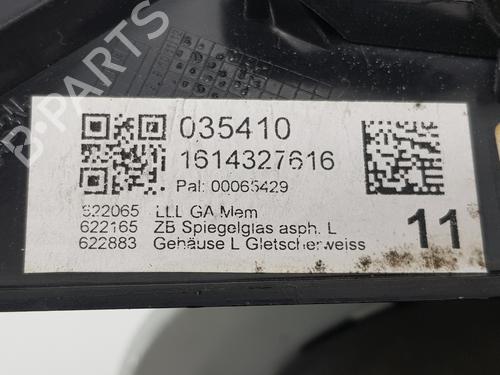 035410
1614327616
Pal: 00065429
622065 LLL GA Mem
622165 ZB Spiegelglas asph. L
622883 Gehäuse L Gletscherweiss
11
B-PARTS